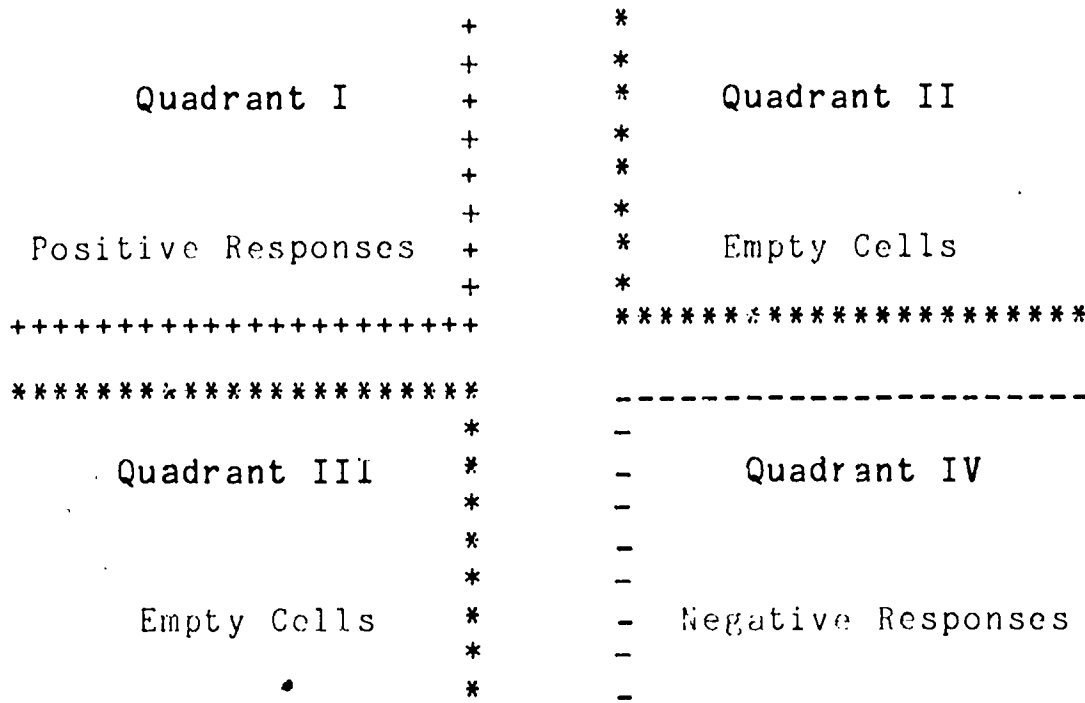 Quadrant I
Positive Responses
Quadrant II
Empty Cells
Quadrant III
Empty Cells
Quadrant IV
Negative Responses